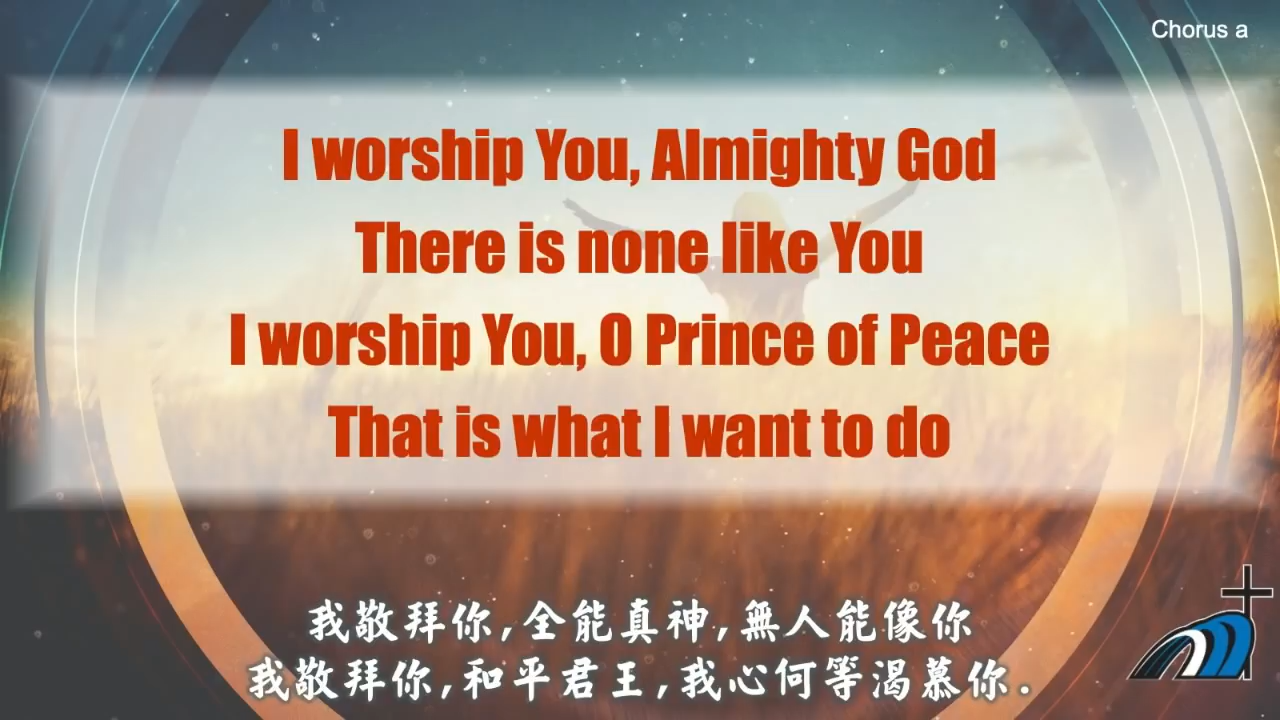 Chorus a
I worship You, Almighty God
There is none like You
I worship You, O Prince of Peace
That is what I want to do
我敬拜你,全能真神,無人能像你
我敬拜你,和平君王,我心何等渴慕你.